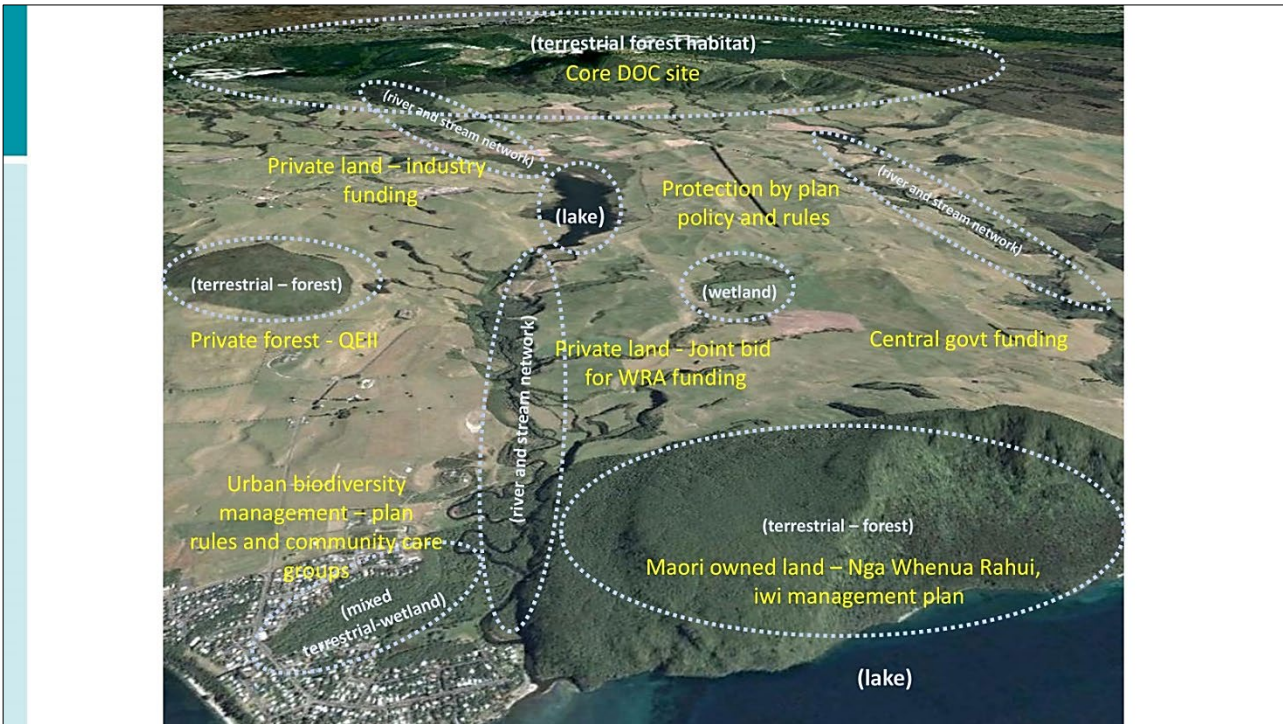 (terrestrial forest habitat)
Core DOC site
(river and stream network)
Private land – industry
funding
(lake)
Protection by plan
policy and rules
(river and stream network)
(terrestrial – forest)
(wetland)
Private forest - QEII
Private land - Joint bid
for WRA funding
Central govt funding
(river and stream network)
Urban biodiversity
management – plan
rules and community care
groups
(mixed
terrestrial-wetland)
(terrestrial – forest)
Maori owned land – Nga Whenua Rahui,
iwi management plan
(lake)